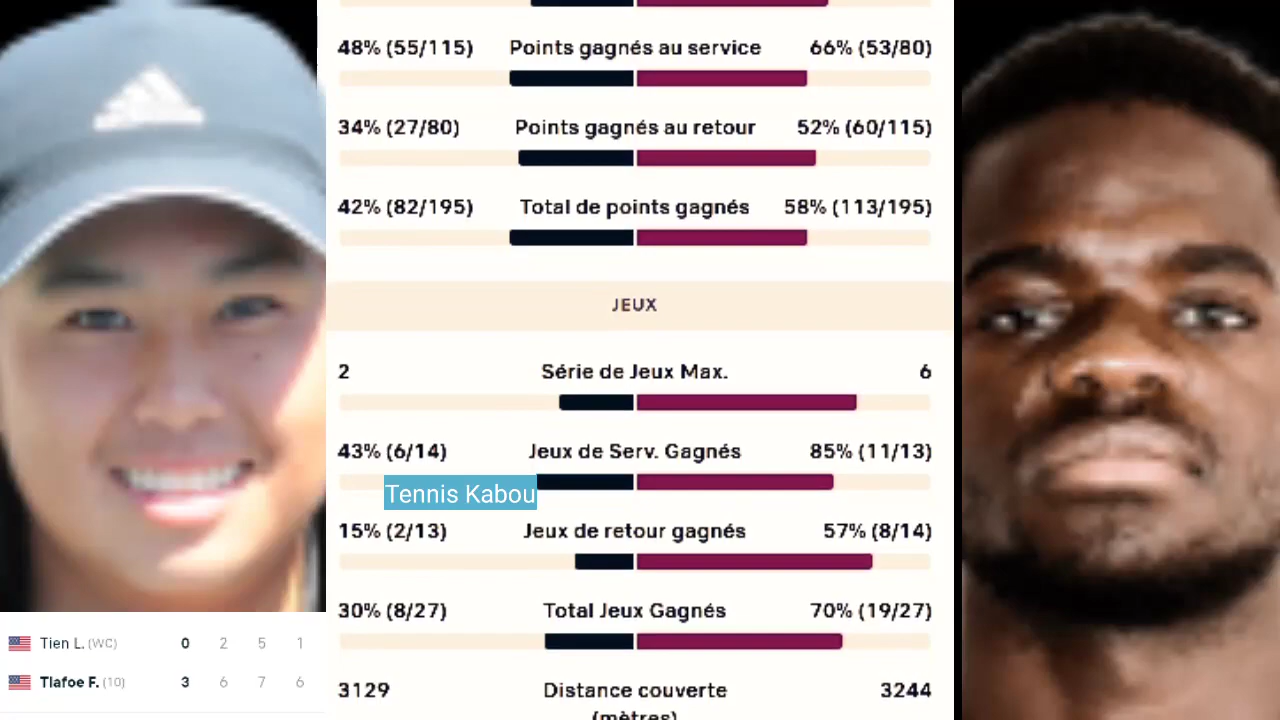 48% (55/115) Points gagnés au service 66% (53/80)
34% (27/80) Points gagnés au retour 52% (60/115)
42% (82/195) Total de points gagnés 58% (113/195)
JEUX
2 Série de Jeux Max. 6
43% (6/14) Jeux de Serv. Gagnés 85% (11/13)
Tennis Kabou
15% (2/13) Jeux de retour gagnés 57% (8/14)
30% (8/27) Total Jeux Gagnés 70% (19/27)
3129 Distance couverte 3244
(mètres)
Tien L. (WC) 0 2 5 1
Tiafoe F. (10) 3 6 7 6